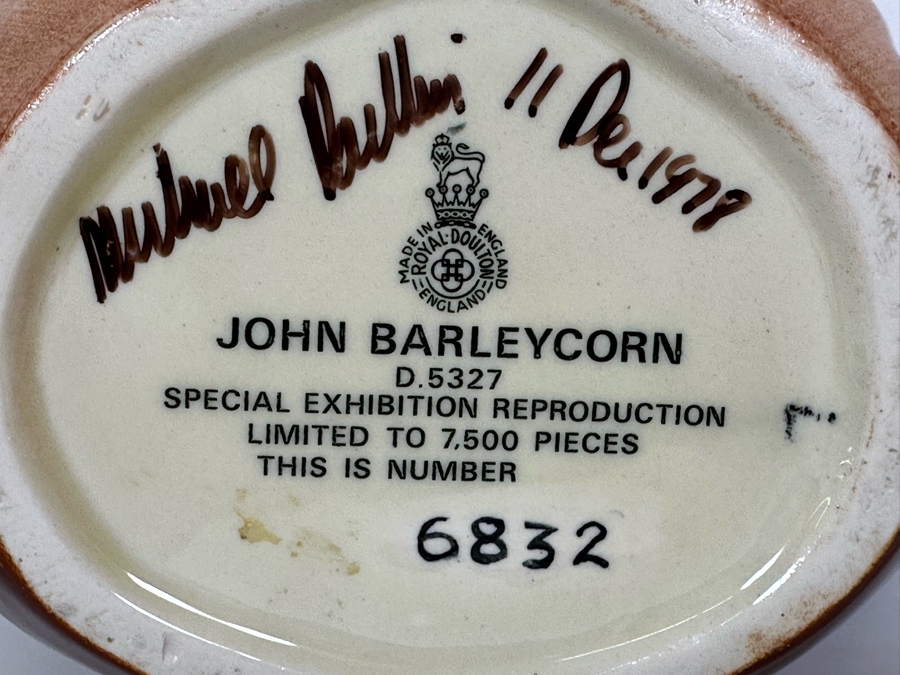 Michael Doulton 11 Dec 1978
MADE IN ENGLAND
ROYAL·DOULTON
ENGLAND
JOHN BARLEYCORN
D.5327
SPECIAL EXHIBITION REPRODUCTION
LIMITED TO 7,500 PIECES
THIS IS NUMBER
6832